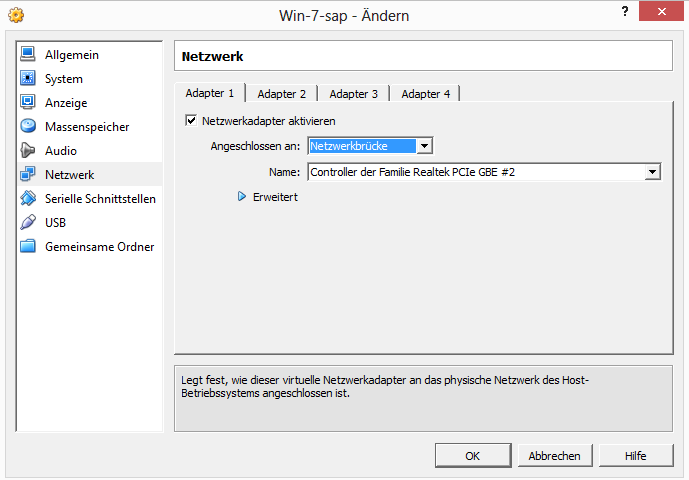 Win-7-sap - Ändern
?
Allgemein
System
Anzeige
Massenspeicher
Audio
Netzwerk
Serielle Schnittstellen
USB
Gemeinsame Ordner
Netzwerk
Adapter 1 Adapter 2 Adapter 3 Adapter 4
Netzwerkadapter aktivieren
Angeschlossen an: Netzwerkbrücke
Name: Controller der Familie Realtek PCIe GBE #2
Erweitert
Legt fest, wie dieser virtuelle Netzwerkadapter an das physische Netzwerk des Host-
Betriebssystems angeschlossen ist.
OK Abbrechen Hilfe